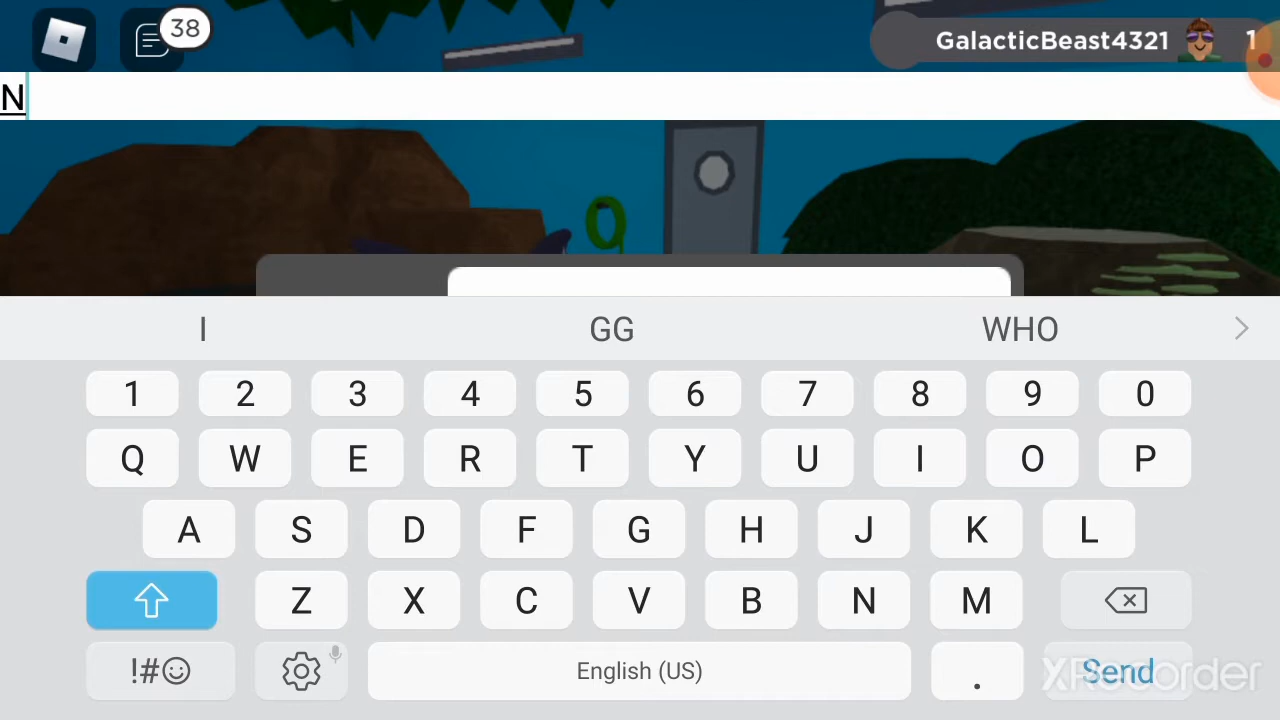 38
GalacticBeast4321 1
N
I GG WHO
1 2 3 4 5 6 7 8 9 0
Q W E R T Y U I O P
A S D F G H J K L
Z X C V B N M
!#☺ English (US) . Send
XRecorder